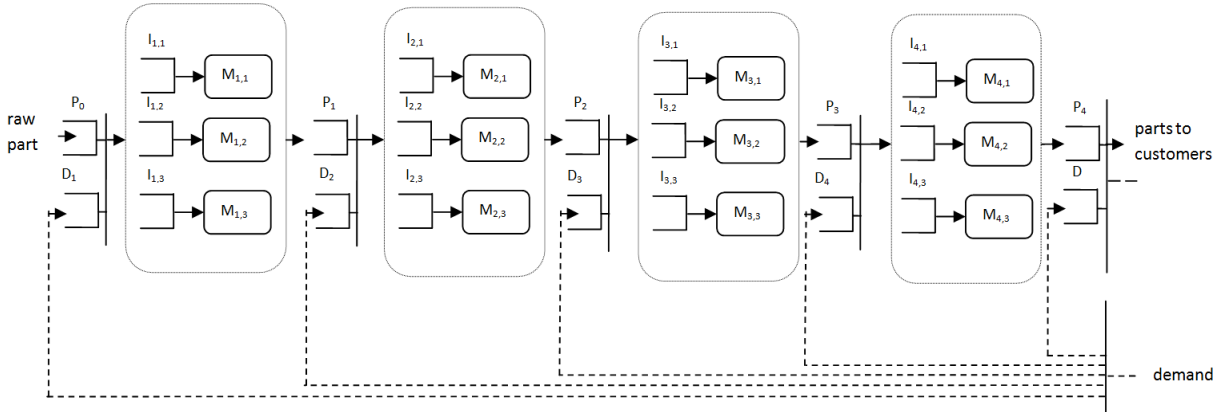 I1,1
M1,1
I1,2
M1,2
I1,3
M1,3
I2,1
M2,1
I2,2
M2,2
I2,3
M2,3
I3,1
M3,1
I3,2
M3,2
I3,3
M3,3
I4,1
M4,1
I4,2
M4,2
I4,3
M4,3
raw
part
P0
D1
P1
D2
P2
D3
P3
D4
P4
D
parts to
customers
demand